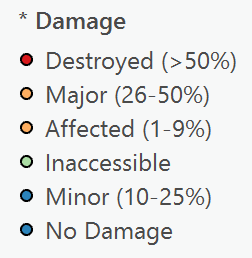 * Damage
Destroyed (>50%)
Major (26-50%)
Affected (1-9%)
Inaccessible
Minor (10-25%)
No Damage